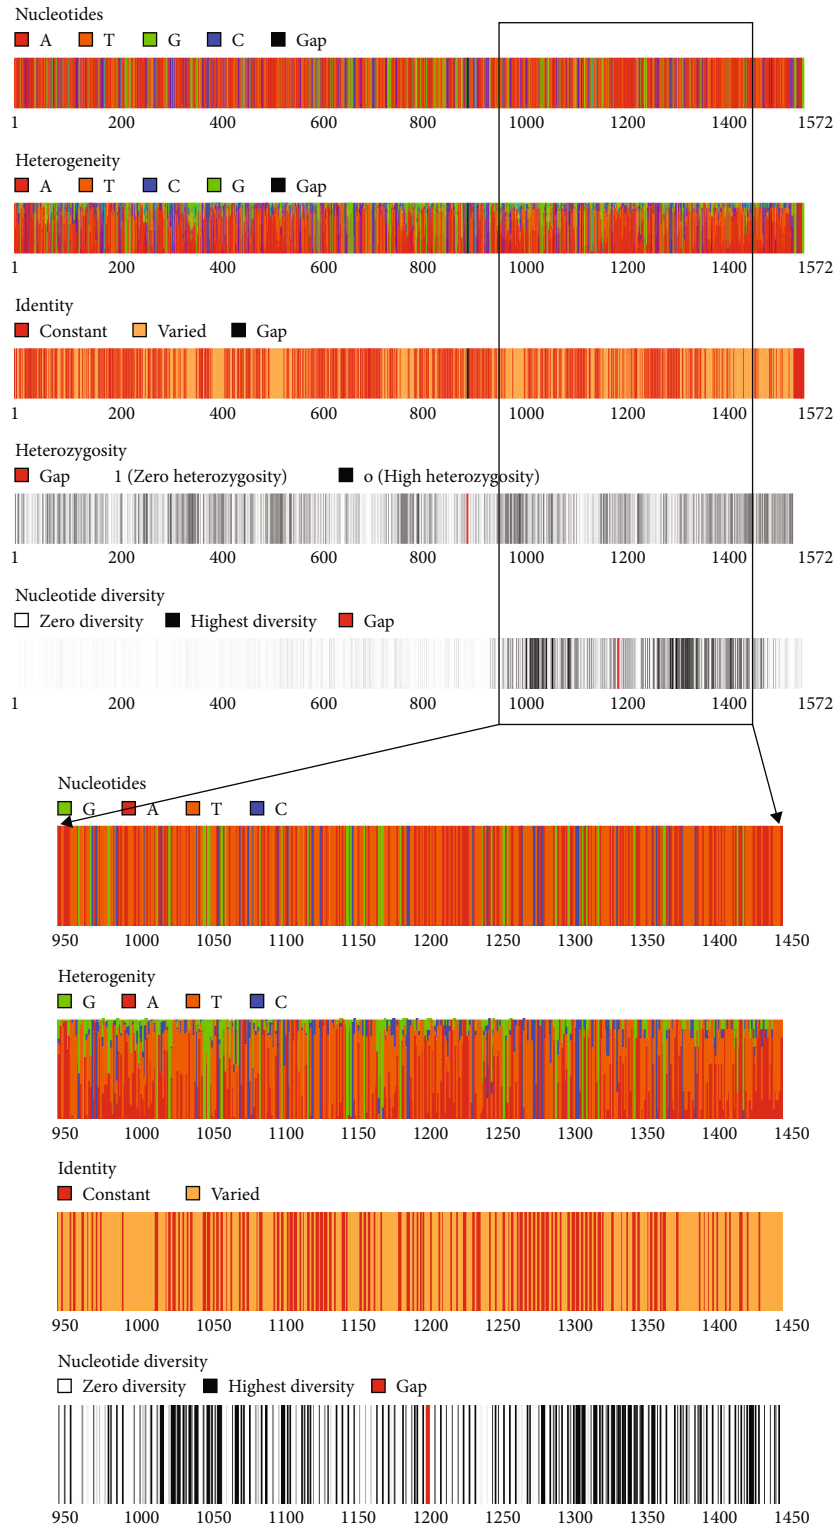 Nucleotides
A T G C Gap
1 200 400 600 800 1000 1200 1400 1572
Heterogeneity
A T C G Gap
1 200 400 600 800 1000 1200 1400 1572
Identity
Constant Varied Gap
1 200 400 600 800 1000 1200 1400 1572
Heterozygosity
Gap 1 (Zero heterozygosity) o (High heterozygosity)
1 200 400 600 800 1000 1200 1400 1572
Nucleotide diversity
Zero diversity Highest diversity Gap
1 200 400 600 800 1000 1200 1400 1572
Nucleotides
G A T C
950 1000 1050 1100 1150 1200 1250 1300 1350 1400 1450
Heterogenity
G A T C
950 1000 1050 1100 1150 1200 1250 1300 1350 1400 1450
Identity
Constant Varied
950 1000 1050 1100 1150 1200 1250 1300 1350 1400 1450
Nucleotide diversity
Zero diversity Highest diversity Gap
950 1000 1050 1100 1150 1200 1250 1300 1350 1400 1450